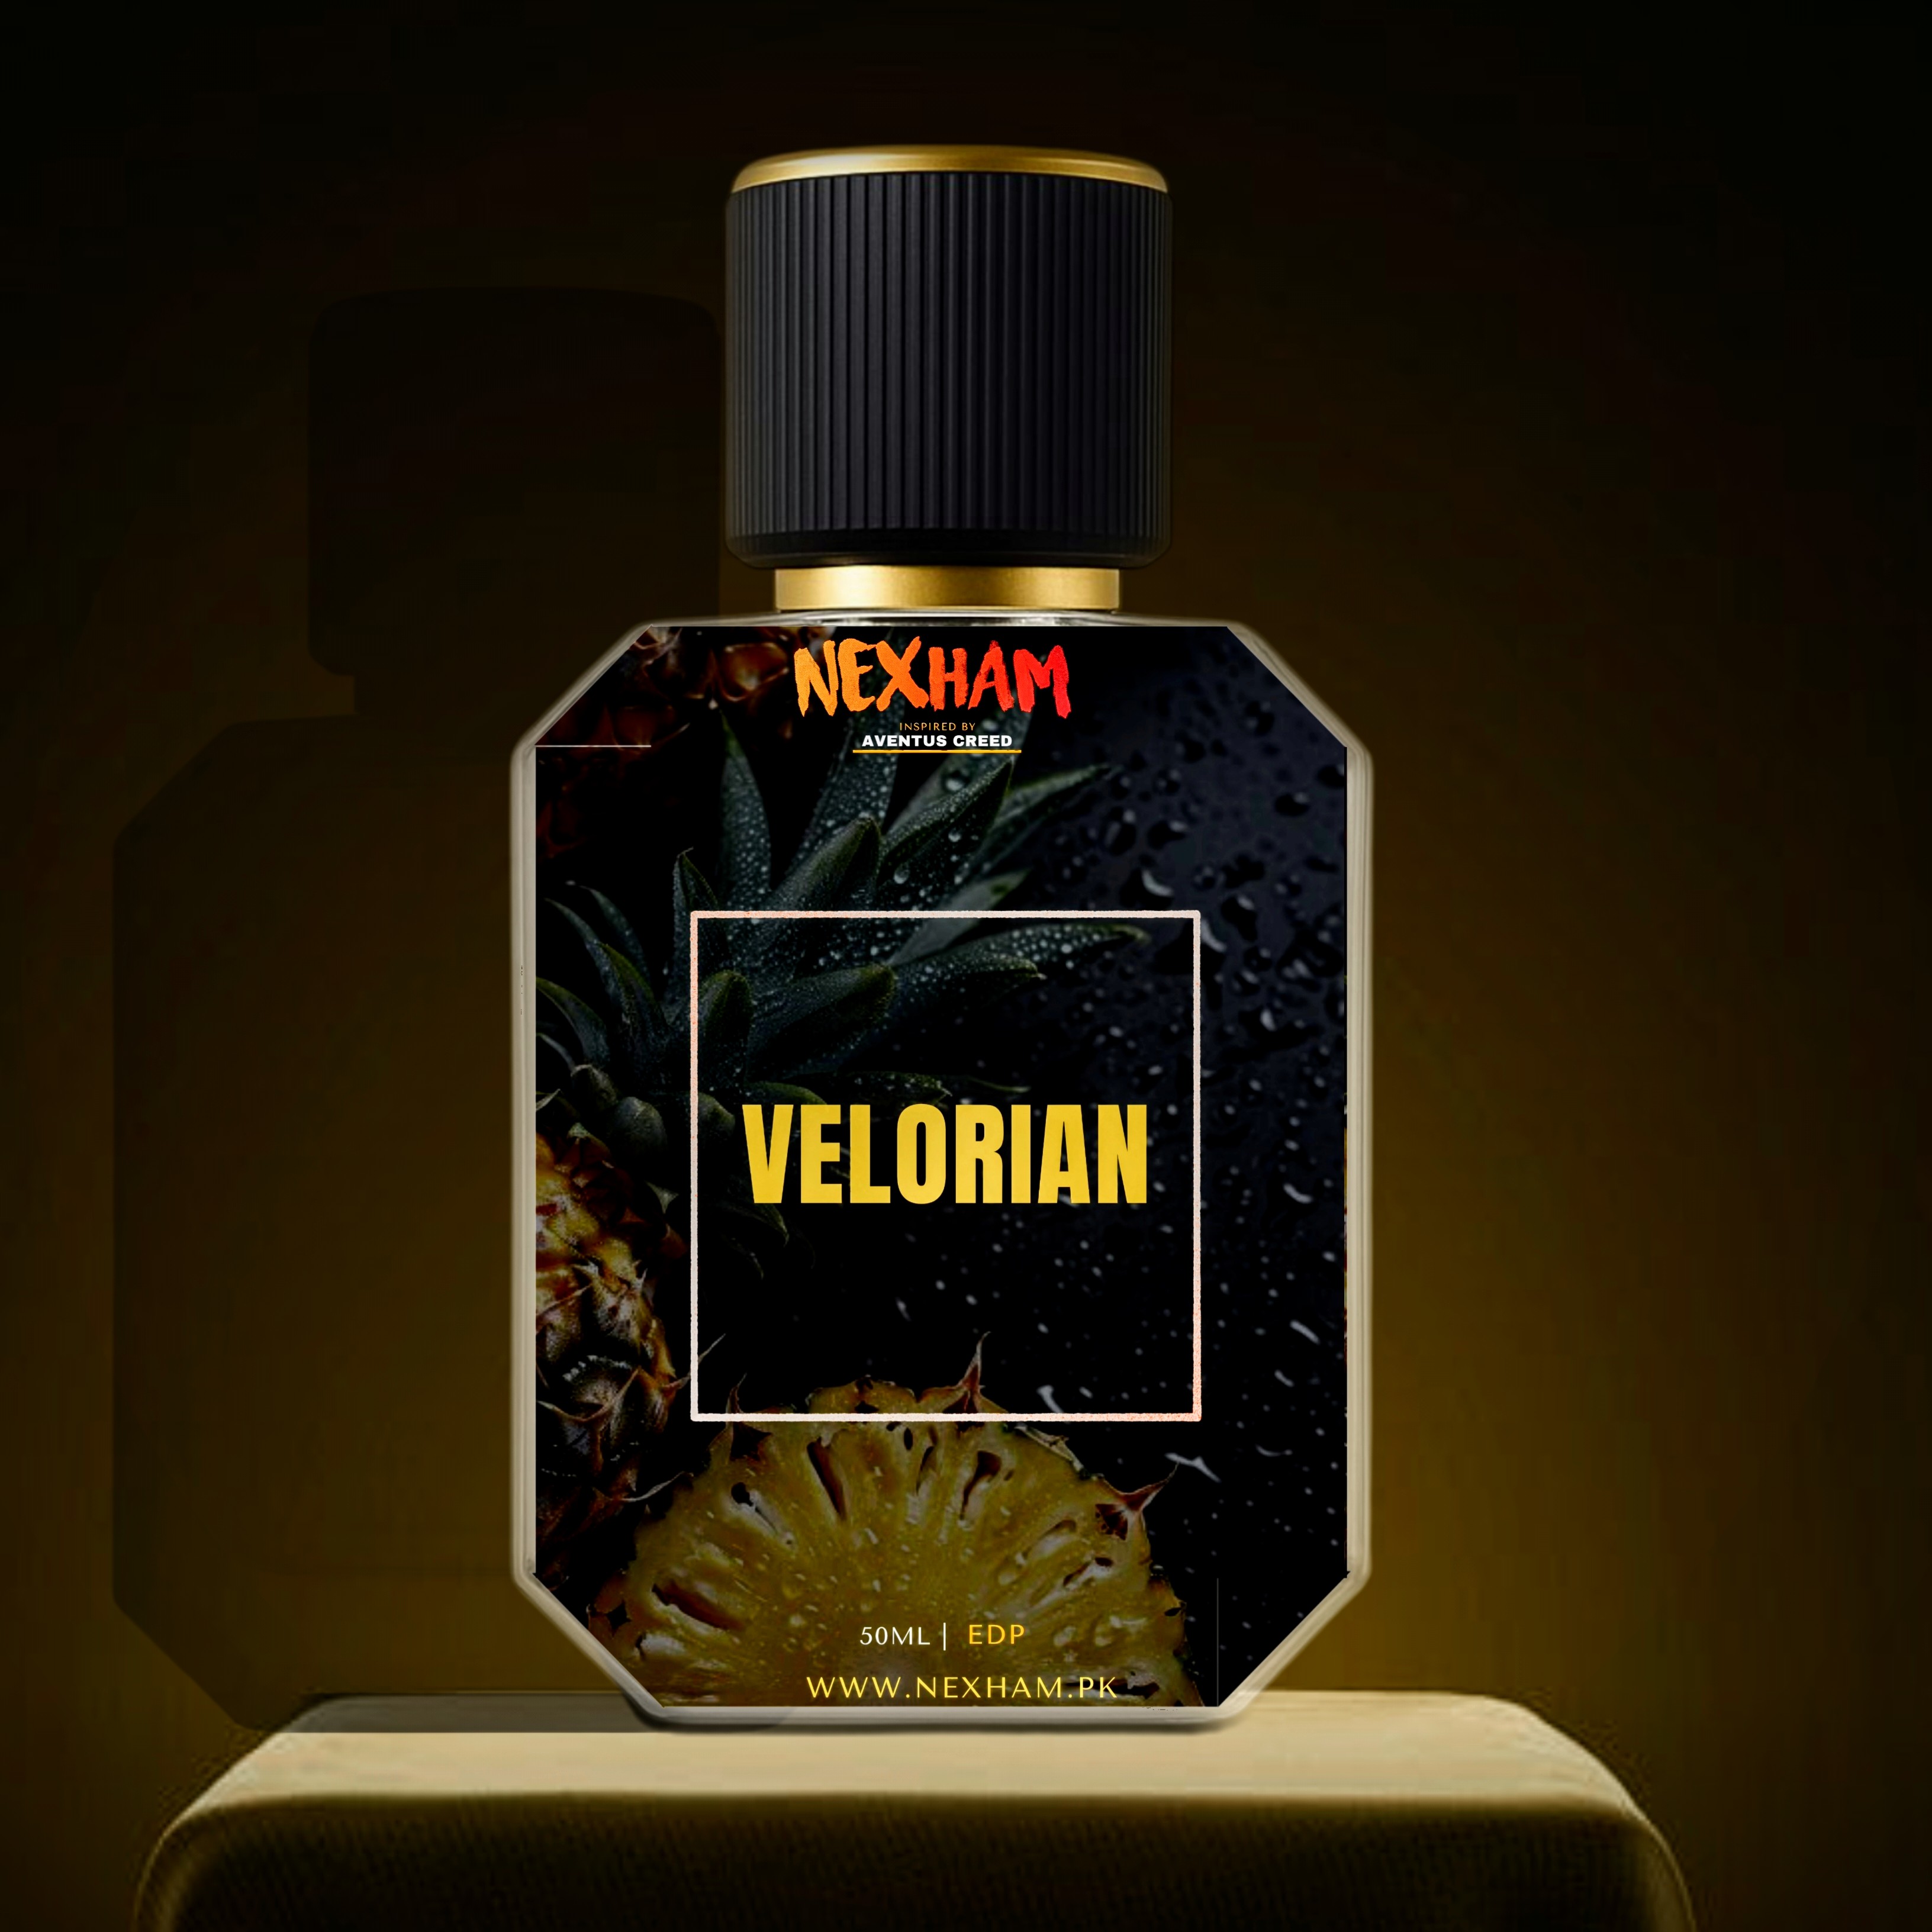 NEXHAM
INSPIRED BY
AVENTUS CREED
VELORIAN
50ML | EDP
WWW.NEXHAM.PK